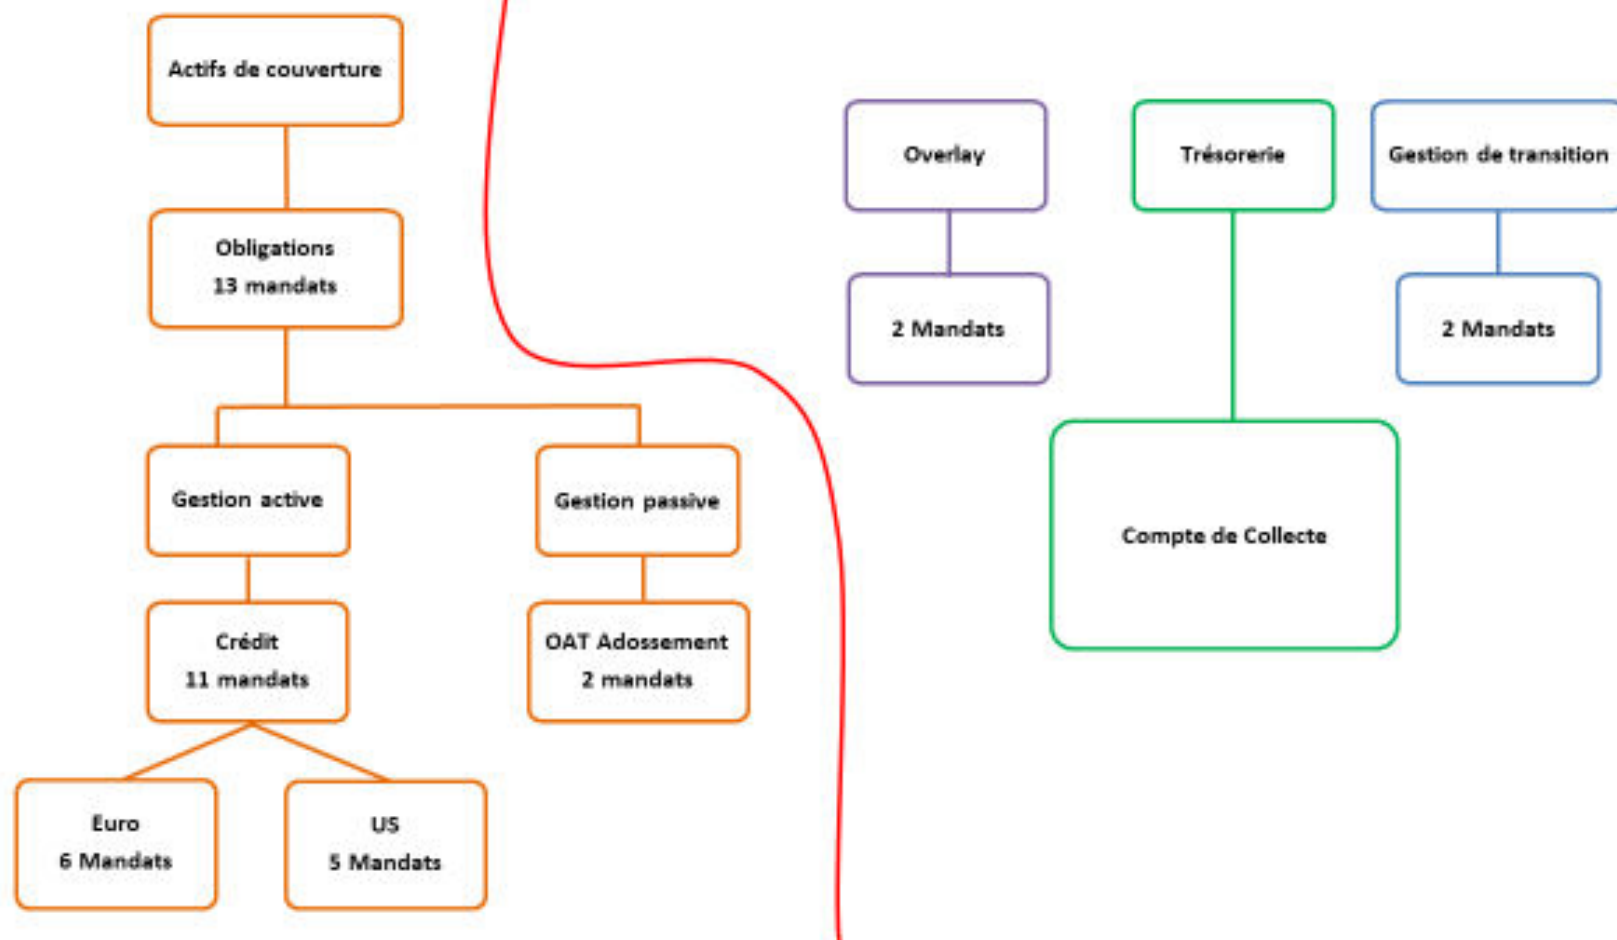 Actifs de couverture
Obligations
13 mandats
Gestion active
Gestion passive
Crédit
11 mandats
OAT Adossement
2 mandats
Euro
6 Mandats
US
5 Mandats
Overlay
2 Mandats
Trésorerie
Compte de Collecte
Gestion de transition
2 Mandats